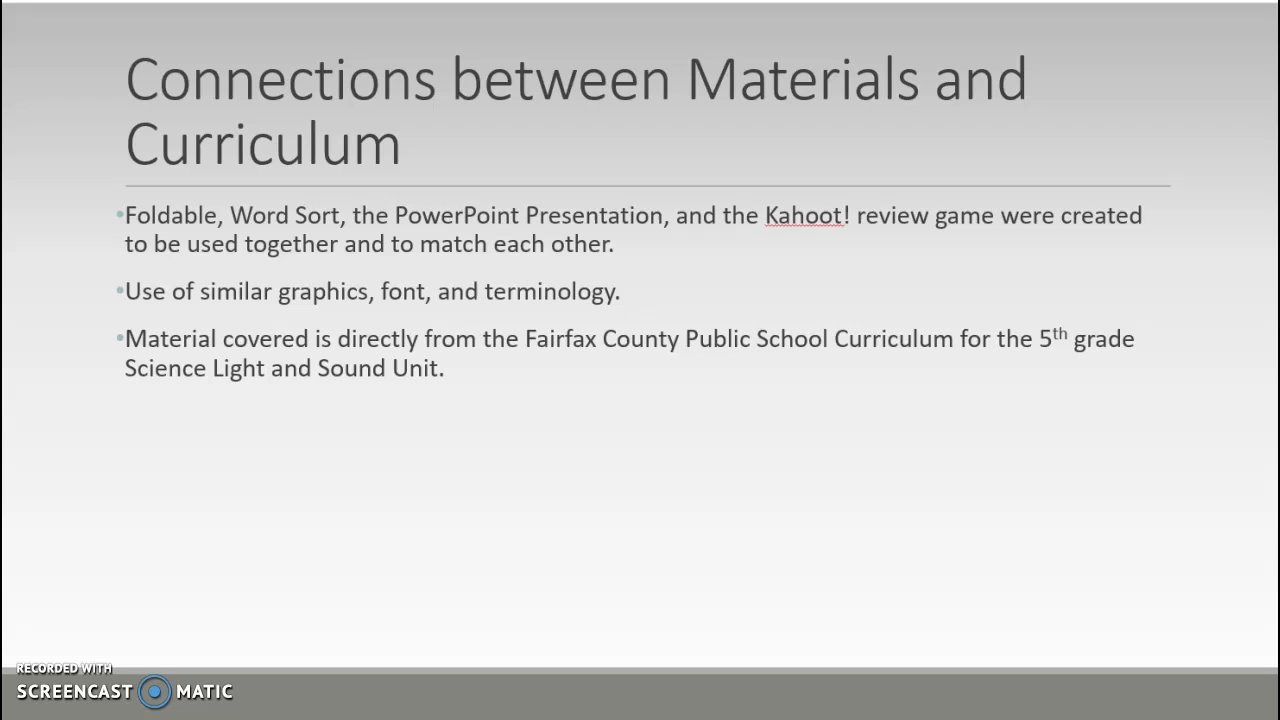 Connections between Materials and
Curriculum
•Foldable, Word Sort, the PowerPoint Presentation, and the Kahoot! review game were created
to be used together and to match each other.
•Use of similar graphics, font, and terminology.
•Material covered is directly from the Fairfax County Public School Curriculum for the 5th grade
Science Light and Sound Unit.
RECORDED WITH
SCREENCAST MATIC